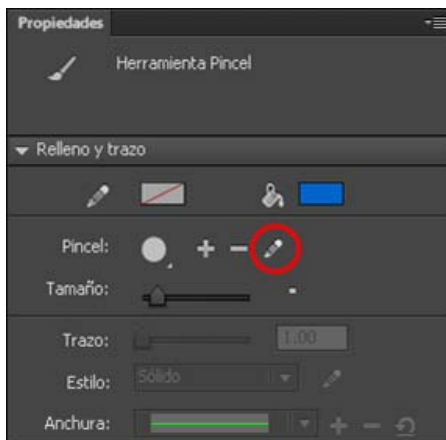 Propiedades
Herramienta Pincel
Relleno y trazo
Pincel:
Tamaño:
Trazo: 1.00
Estilo: Sólido
Anchura: